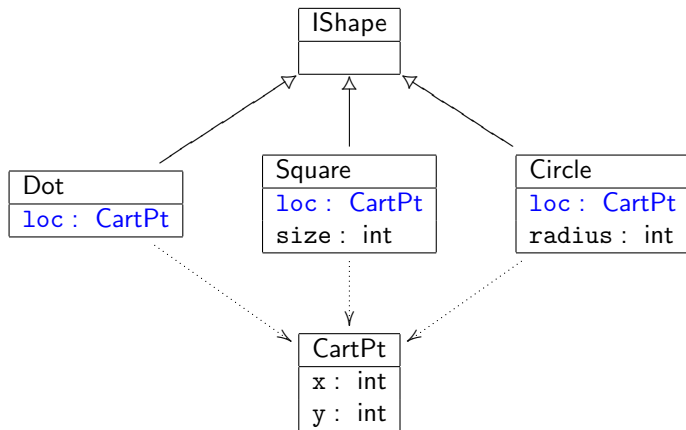 IShape
Dot
loc : CartPt
Square
loc : CartPt
size : int
Circle
loc : CartPt
radius : int
CartPt
x : int
y : int